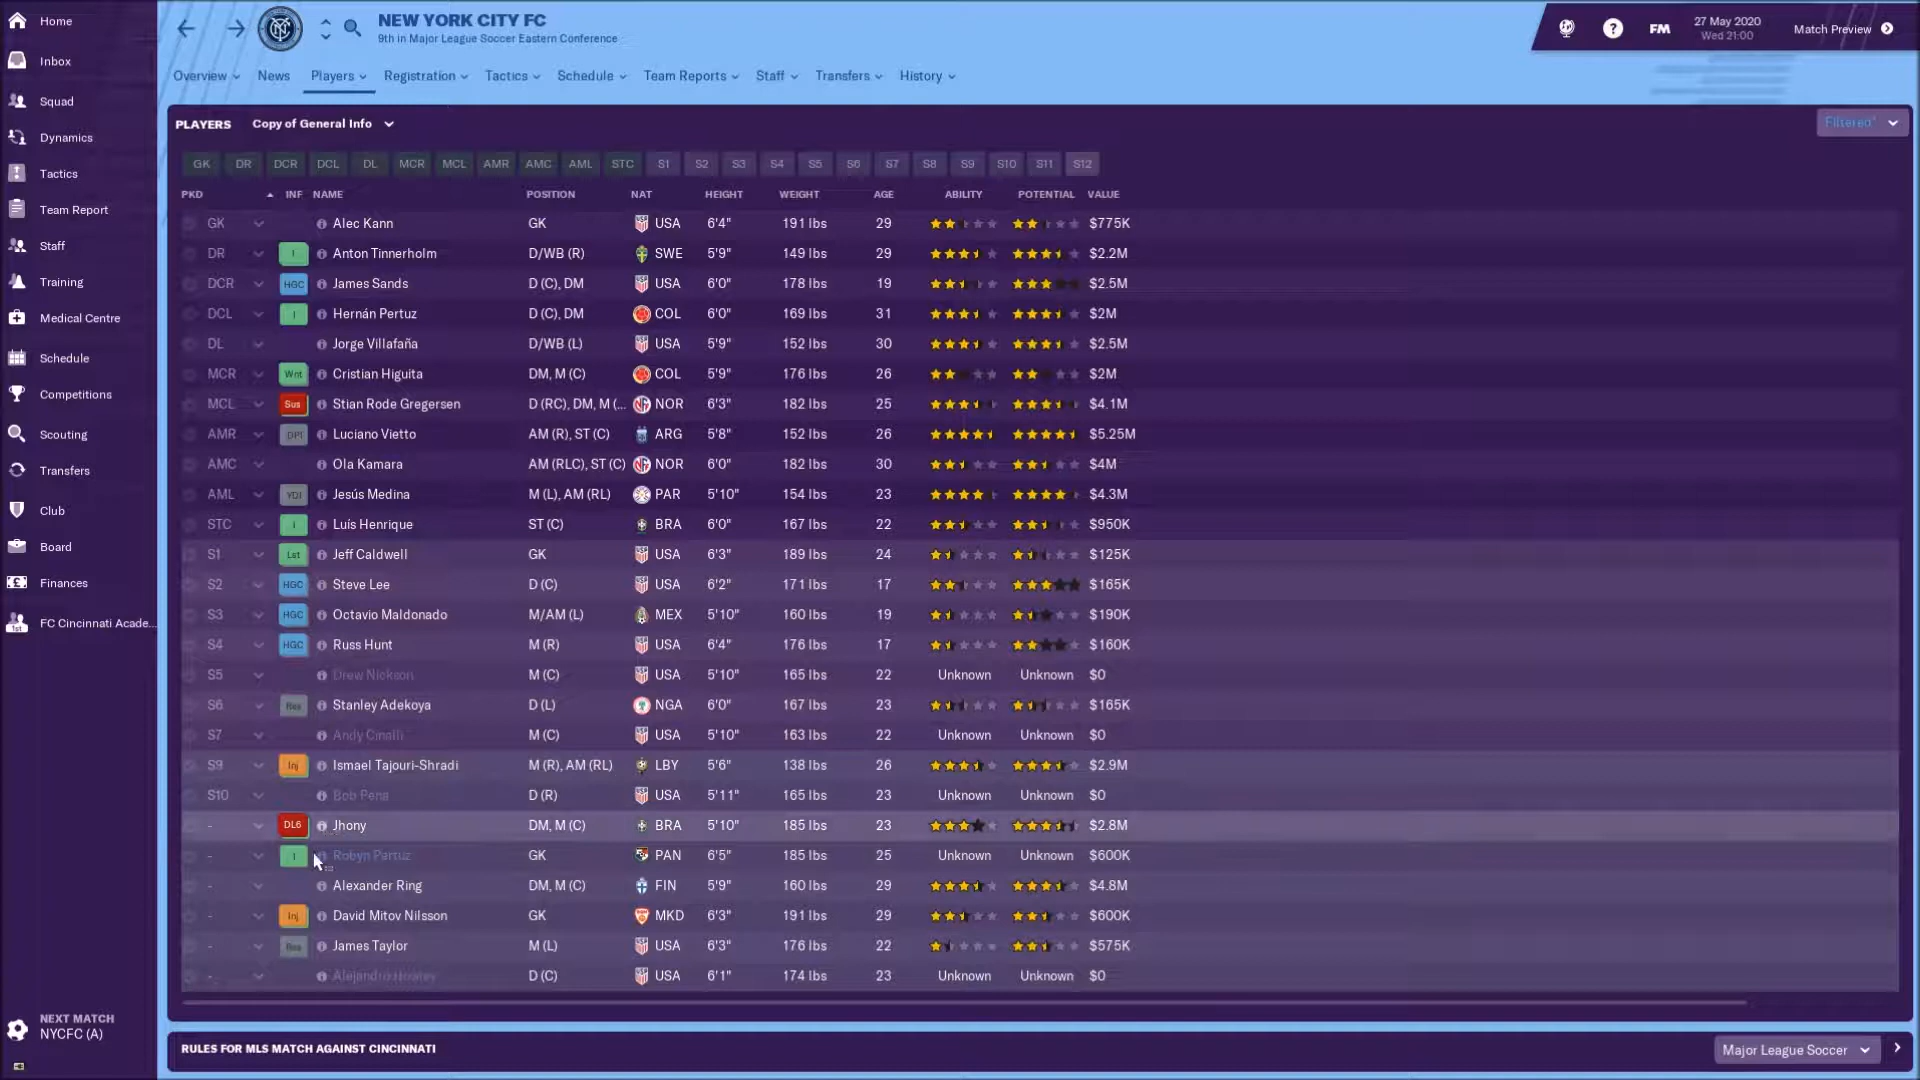 Home
Inbox
Squad
Dynamics
Tactics
Team Report
Staff
Training
Medical Centre
Schedule
Competitions
Scouting
Transfers
Club
Board
Finances
FC Cincinnati Acade...
NEXT MATCH
NYCFC (A)
NEW YORK CITY FC
9th in Major League Soccer Eastern Conference
FM
27 May 2020
Wed 21:00
Match Preview
Overview News Players Registration Tactics Schedule Team Reports Staff Transfers History
PLAYERS Copy of General Info Filtered*
GK DR DCR DCL DL MCR MCL AMR AMC AML STC S1 S2 S3 S4 S5 S6 S7 S8 S9 S10 S11 S12
PKD INF NAME POSITION NAT HEIGHT WEIGHT AGE ABILITY POTENTIAL VALUE
GK Alec Kann GK USA 6'4" 191 lbs 29 $775K
DR I Anton Tinnerholm D/WB (R) SWE 5'9" 149 lbs 29 $2.2M
DCR HGC James Sands D (C), DM USA 6'0" 178 lbs 19 $2.5M
DCL I Hernán Pertuz D (C), DM COL 6'0" 169 lbs 31 $2M
DL Jorge Villafaña D/WB (L) USA 5'9" 152 lbs 30 $2.5M
MCR Wnt Cristian Higuita DM, M (C) COL 5'9" 176 lbs 26 $2M
MCL Sus Stian Rode Gregersen D (RC), DM, M (... NOR 6'3" 182 lbs 25 $4.1M
AMR DPl Luciano Vietto AM (R), ST (C) ARG 5'8" 152 lbs 26 $5.25M
AMC Ola Kamara AM (RLC), ST (C) NOR 6'0" 182 lbs 30 $4M
AML YDI Jesús Medina M (L), AM (RL) PAR 5'10" 154 lbs 23 $4.3M
STC I Luís Henrique ST (C) BRA 6'0" 167 lbs 22 $950K
S1 Lst Jeff Caldwell GK USA 6'3" 189 lbs 24 $125K
S2 HGC Steve Lee D (C) USA 6'2" 171 lbs 17 $165K
S3 HGC Octavio Maldonado M/AM (L) MEX 5'10" 160 lbs 19 $190K
S4 HGC Russ Hunt M (R) USA 6'4" 176 lbs 17 $160K
S5 Drew Nickson M (C) USA 5'10" 165 lbs 22 Unknown Unknown $0
S6 Res Stanley Adekoya D (L) NGA 6'0" 167 lbs 23 $165K
S7 Andy Cinalli M (C) USA 5'10" 163 lbs 22 Unknown Unknown $0
S9 Inj Ismael Tajouri-Shradi M (R), AM (RL) LBY 5'6" 138 lbs 26 $2.9M
S10 Bob Pena D (R) USA 5'11" 165 lbs 23 Unknown Unknown $0
- DL6 Jhony DM, M (C) BRA 5'10" 185 lbs 23 $2.8M
- I Robyn Pertuz GK PAN 6'5" 185 lbs 25 Unknown Unknown $600K
- Alexander Ring DM, M (C) FIN 5'9" 160 lbs 29 $4.8M
- Inj David Mitov Nilsson GK MKD 6'3" 191 lbs 29 $600K
- Res James Taylor M (L) USA 6'3" 176 lbs 22 $575K
- D (C) USA 6'1" 174 lbs 23 Unknown Unknown $0
RULES FOR MLS MATCH AGAINST CINCINNATI Major League Soccer